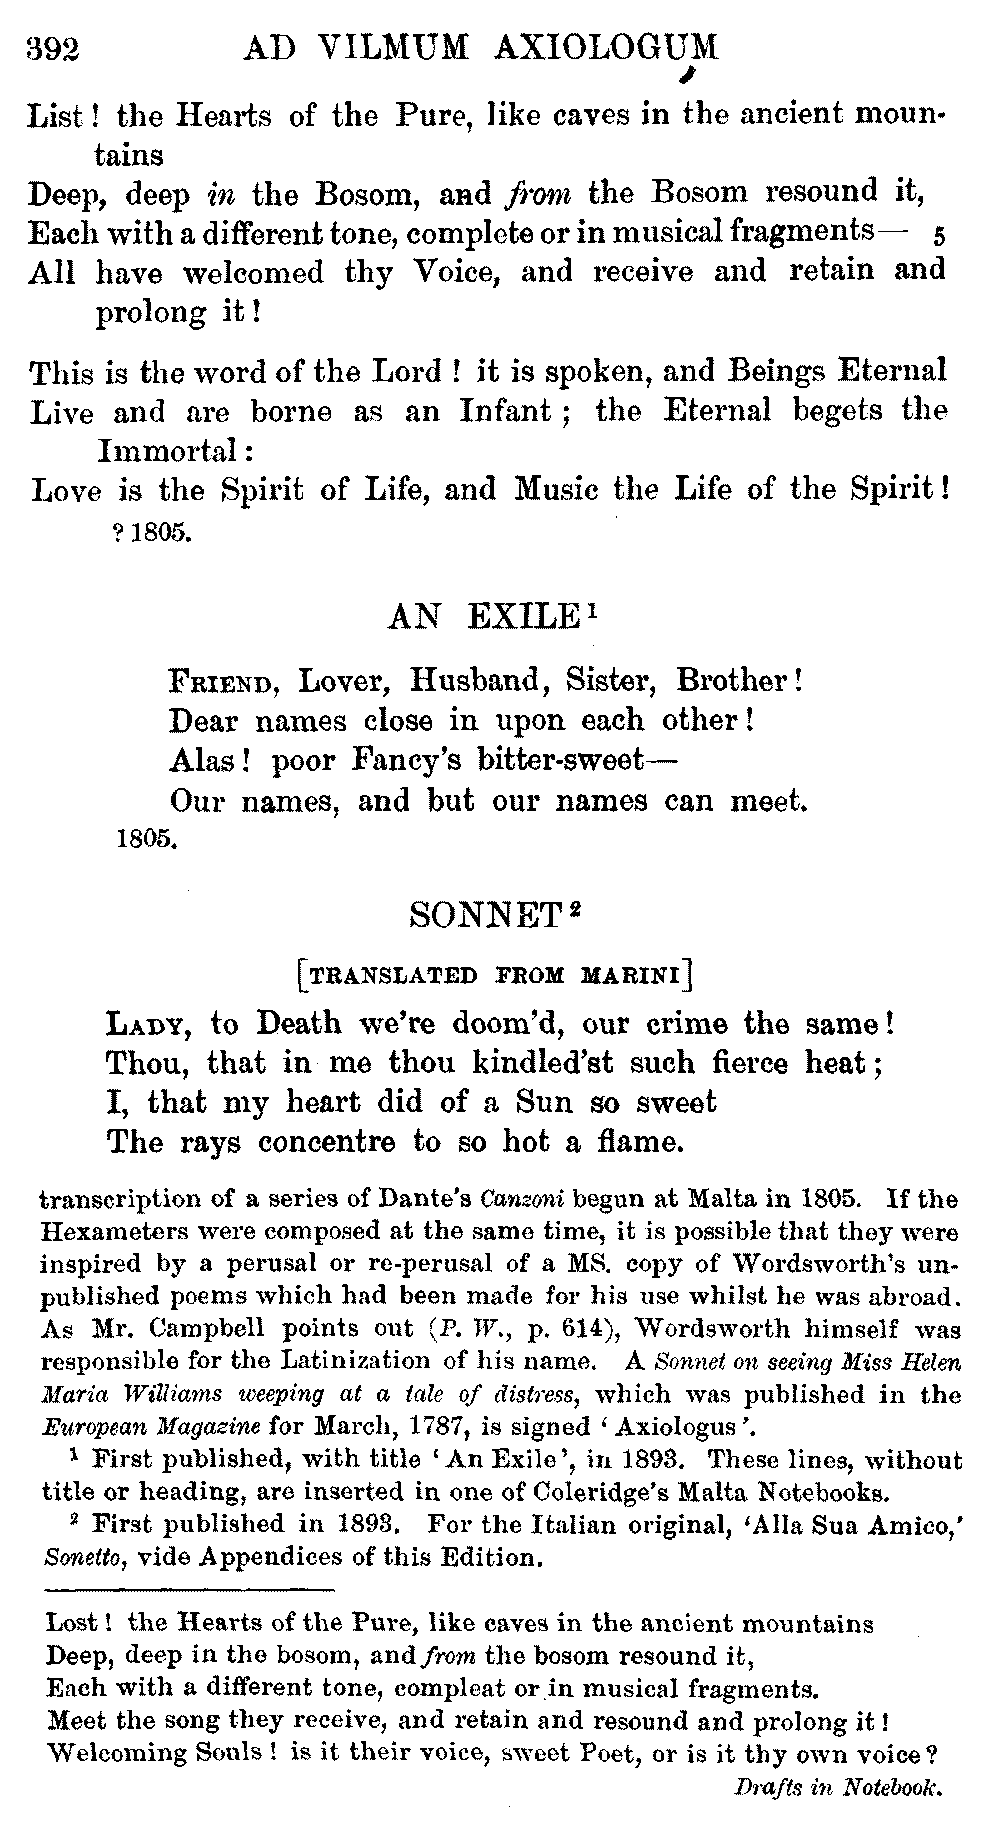 392 AD VILMUM AXIOLOGUM
List! the Hearts of the Pure, like caves in the ancient moun-
tains
Deep, deep in the Bosom, and from the Bosom resound it,
Each with a different tone, complete or in musical fragments— 5
All have welcomed thy Voice, and receive and retain and
prolong it!
This is the word of the Lord! it is spoken, and Beings Eternal
Live and are borne as an Infant; the Eternal begets the
Immortal:
Love is the Spirit of Life, and Music the Life of the Spirit!
? 1805.
AN EXILE¹
FRIEND, Lover, Husband, Sister, Brother!
Dear names close in upon each other!
Alas! poor Fancy's bitter-sweet—
Our names, and but our names can meet.
1805.
SONNET²
[TRANSLATED FROM MARINI]
LADY, to Death we're doom'd, our crime the same!
Thou, that in me thou kindled'st such fierce heat;
I, that my heart did of a Sun so sweet
The rays concentre to so hot a flame.
transcription of a series of Dante's Canzoni begun at Malta in 1805. If the
Hexameters were composed at the same time, it is possible that they were
inspired by a perusal or re-perusal of a MS. copy of Wordsworth's un-
published poems which had been made for his use whilst he was abroad.
As Mr. Campbell points out (P. W., p. 614), Wordsworth himself was
responsible for the Latinization of his name. A Sonnet on seeing Miss Helen
Maria Williams weeping at a tale of distress, which was published in the
European Magazine for March, 1787, is signed 'Axiologus'.
¹ First published, with title 'An Exile', in 1893. These lines, without
title or heading, are inserted in one of Coleridge's Malta Notebooks.
² First published in 1893. For the Italian original, 'Alla Sua Amico,'
Sonetto, vide Appendices of this Edition.
Lost! the Hearts of the Pure, like caves in the ancient mountains
Deep, deep in the bosom, and from the bosom resound it,
Each with a different tone, compleat or in musical fragments.
Meet the song they receive, and retain and resound and prolong it!
Welcoming Souls! is it their voice, sweet Poet, or is it thy own voice?
Drafts in Notebook.